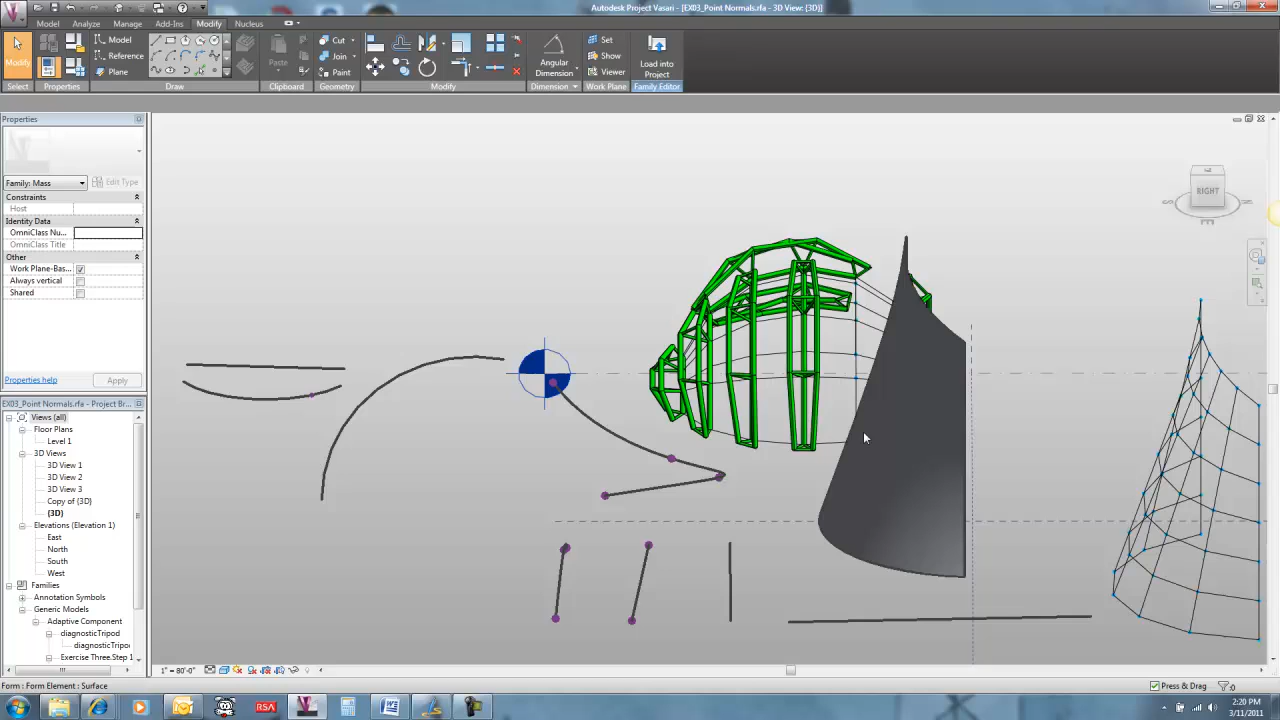 Autodesk Project Vasari - [EX03_Point Normals.rfa - 3D View: {3D}]
Model Analyze Manage Add-Ins Modify Nucleus
Modify
Model
Reference
Plane
Paste
Cut
Join
Paint
Angular
Dimension
Set
Show
Viewer
Load into
Project
Select Properties Draw Clipboard Geometry Modify Dimension Work Plane Family Editor
Properties
Family: Mass
Edit Type
Constraints
Host
Identity Data
OmniClass Nu...
OmniClass Title
Other
Work Plane-Bas...
Always vertical
Shared
Properties help
Apply
EX03_Point Normals.rfa - Project Br...
Views (all)
Floor Plans
Level 1
3D Views
3D View 1
3D View 2
3D View 3
Copy of {3D}
{3D}
Elevations (Elevation 1)
East
North
South
West
Families
Annotation Symbols
Generic Models
Adaptive Component
diagnosticTripod
diagnosticTripo
Exercise Three.Step 1
RIGHT
1" = 80'-0"
Form : Form Element : Surface
Press & Drag
:0
RSA
2:20 PM
3/11/2011